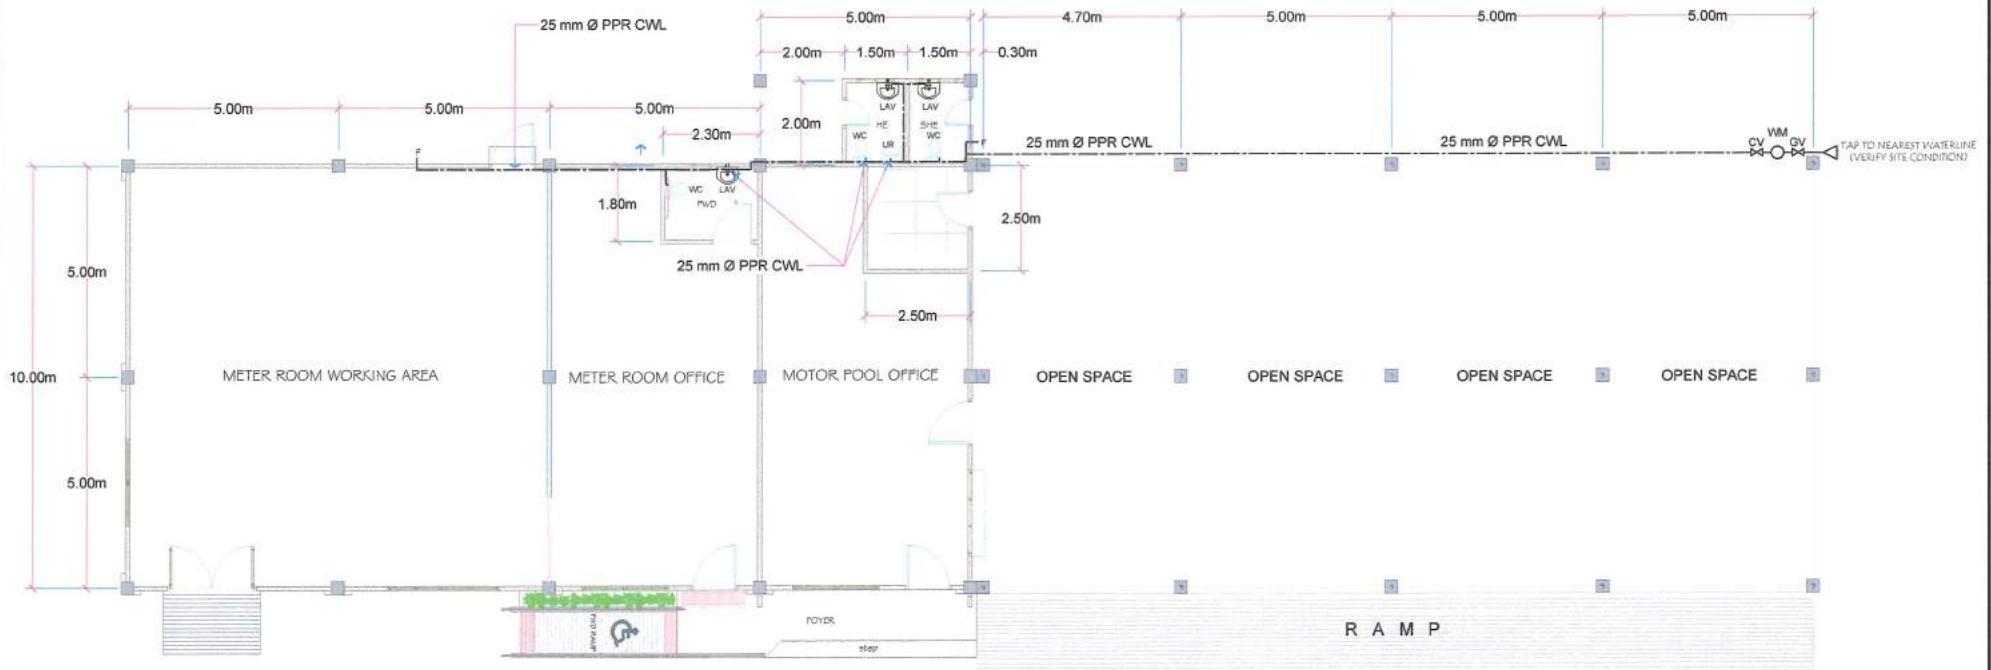 5.00m
4.70m
5.00m
5.00m
5.00m
25 mm Ø PPR CWL
2.00m
1.50m
1.50m
0.30m
5.00m
5.00m
5.00m
2.30m
2.00m
LAV
LAV
HE
SHE
WC
WC
UR
F
F
25 mm Ø PPR CWL
25 mm Ø PPR CWL
CV
WM
GV
TAP TO NEAREST WATERLINE
(VERIFY SITE CONDITION)
WC
LAV
PWD
1.80m
2.50m
25 mm Ø PPR CWL
5.00m
2.50m
10.00m
METER ROOM WORKING AREA
METER ROOM OFFICE
MOTOR POOL OFFICE
OPEN SPACE
OPEN SPACE
OPEN SPACE
OPEN SPACE
5.00m
PWD RAMP
FOYER
step
R A M P